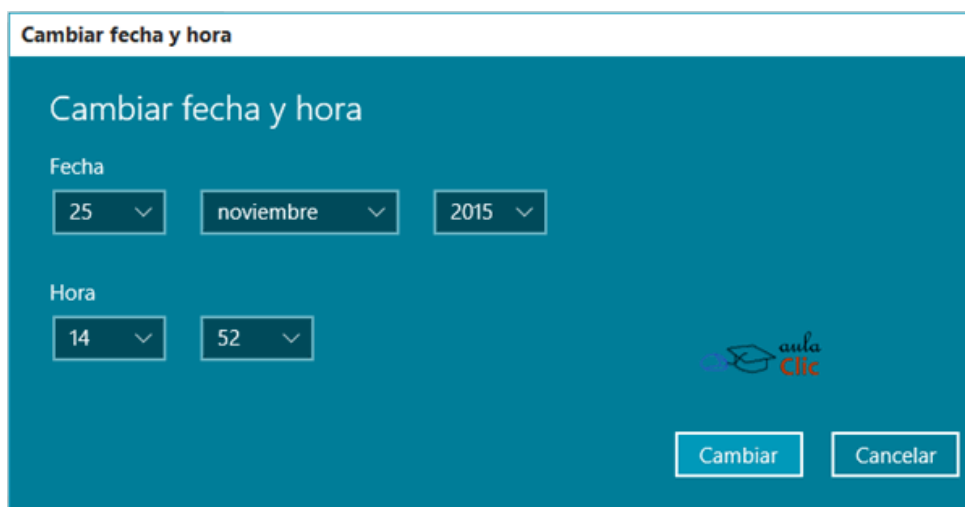 Cambiar fecha y hora
Cambiar fecha y hora
Fecha
25 noviembre 2015
Hora
14 52
aula
Clic
Cambiar Cancelar